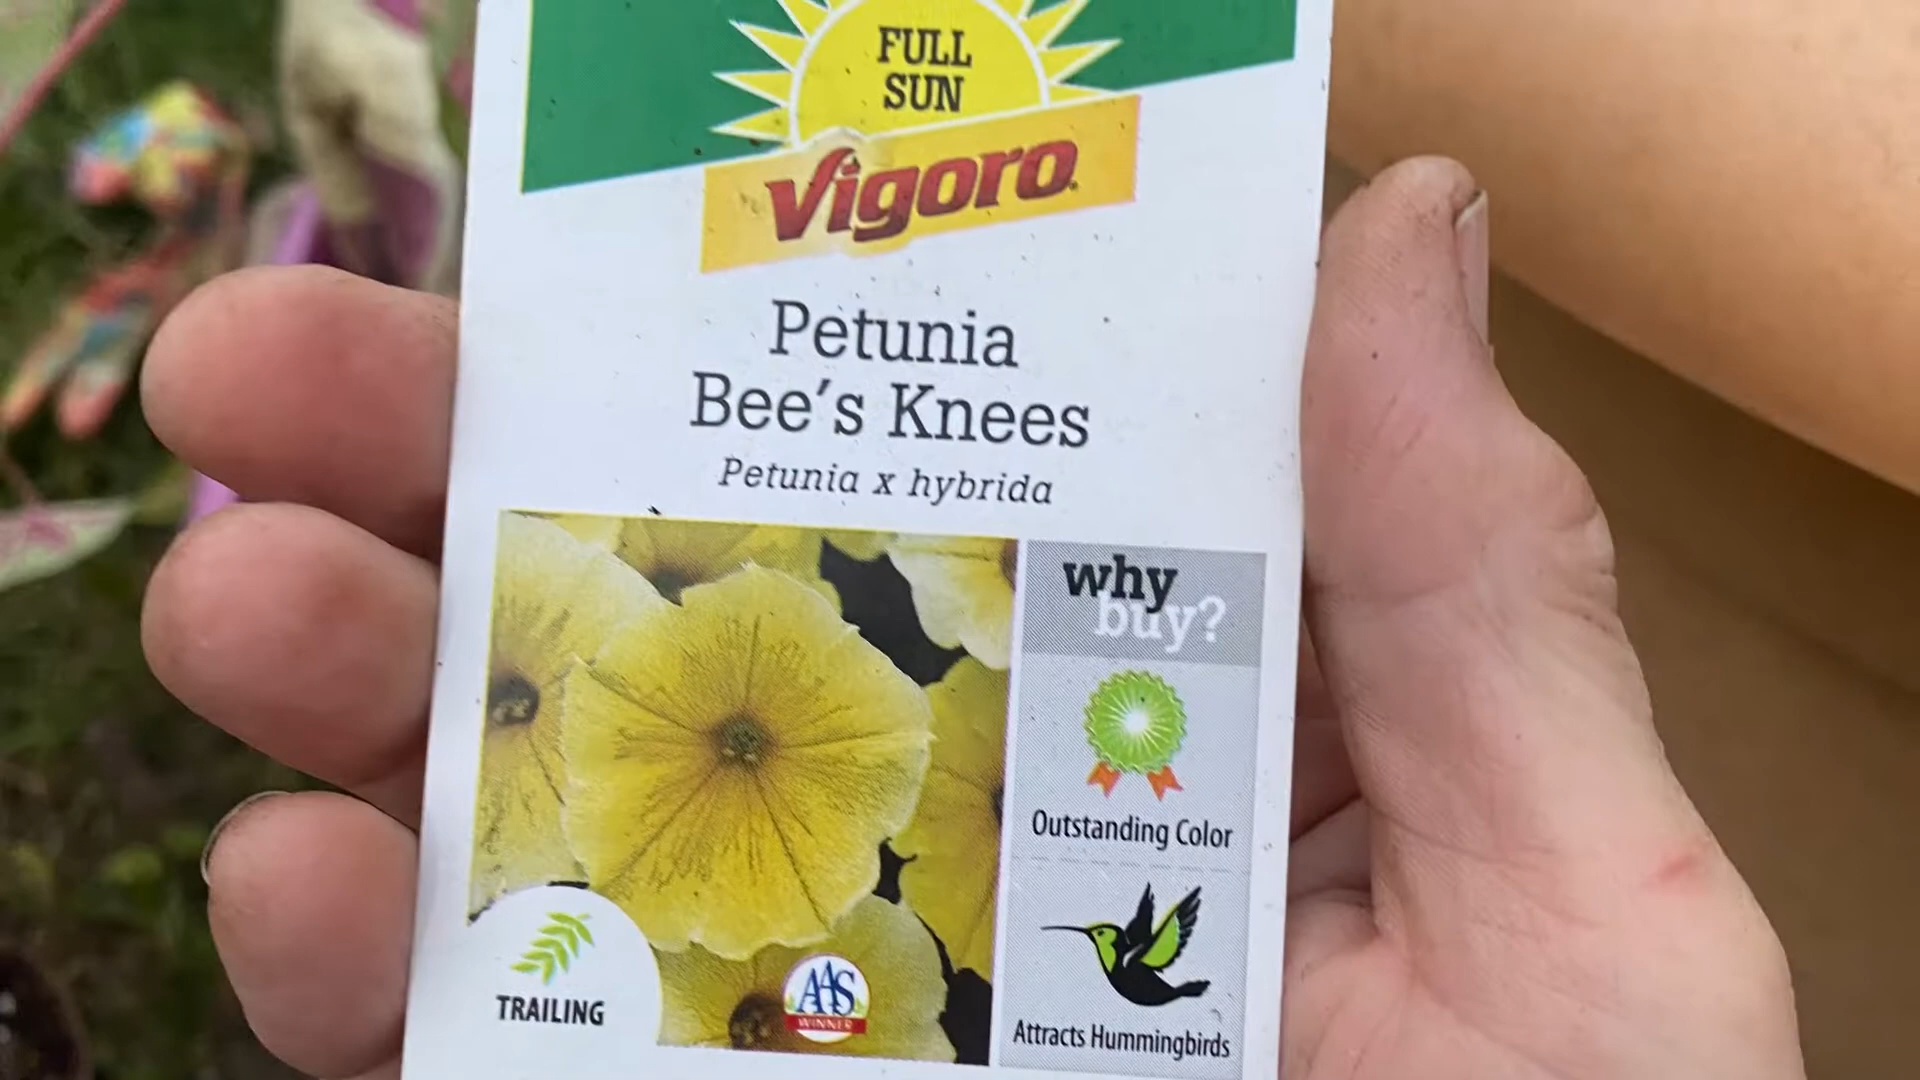 FULL
SUN
Vigoro
Petunia
Bee's Knees
Petunia x hybrida
why
buy?
Outstanding Color
TRAILING
AAS
WINNER
Attracts Hummingbirds